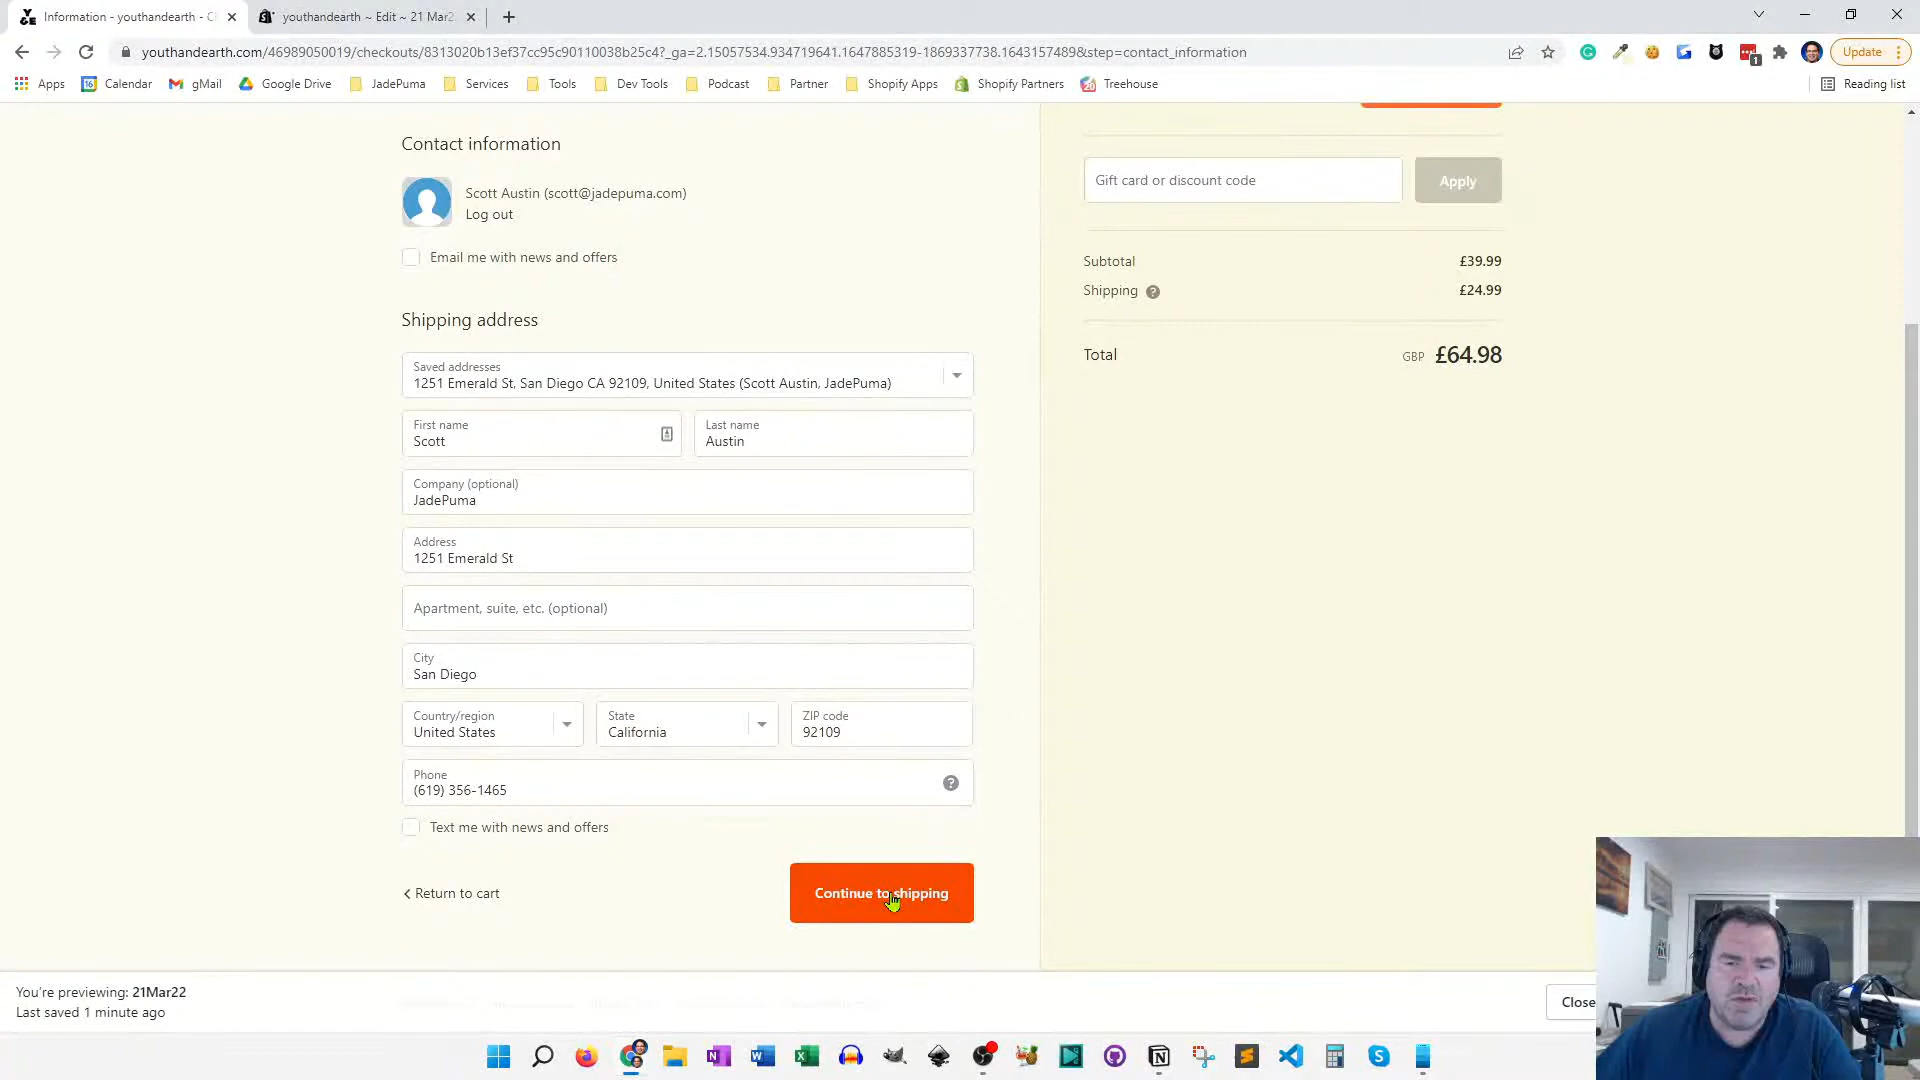 Information - youthandearth - C
youthandearth ~ Edit ~ 21 Mar2
youthandearth.com/46989050019/checkouts/8313020b13ef37cc95c90110038b25c4?_ga=2.15057534.934719641.1647885319-1869337738.1643157489&step=contact_information
Update
Apps
Calendar
gMail
Google Drive
JadePuma
Services
Tools
Dev Tools
Podcast
Partner
Shopify Apps
Shopify Partners
Treehouse
Reading list
Contact information
Scott Austin (scott@jadepuma.com)
Log out
Email me with news and offers
Shipping address
Saved addresses
1251 Emerald St, San Diego CA 92109, United States (Scott Austin, JadePuma)
First name
Scott
Last name
Austin
Company (optional)
JadePuma
Address
1251 Emerald St
Apartment, suite, etc. (optional)
City
San Diego
Country/region
United States
State
California
ZIP code
92109
Phone
(619) 356-1465
Text me with news and offers
Return to cart
Continue to shipping
Gift card or discount code
Apply
Subtotal
£39.99
Shipping
£24.99
Total
GBP £64.98
You're previewing: 21Mar22
Last saved 1 minute ago
Close